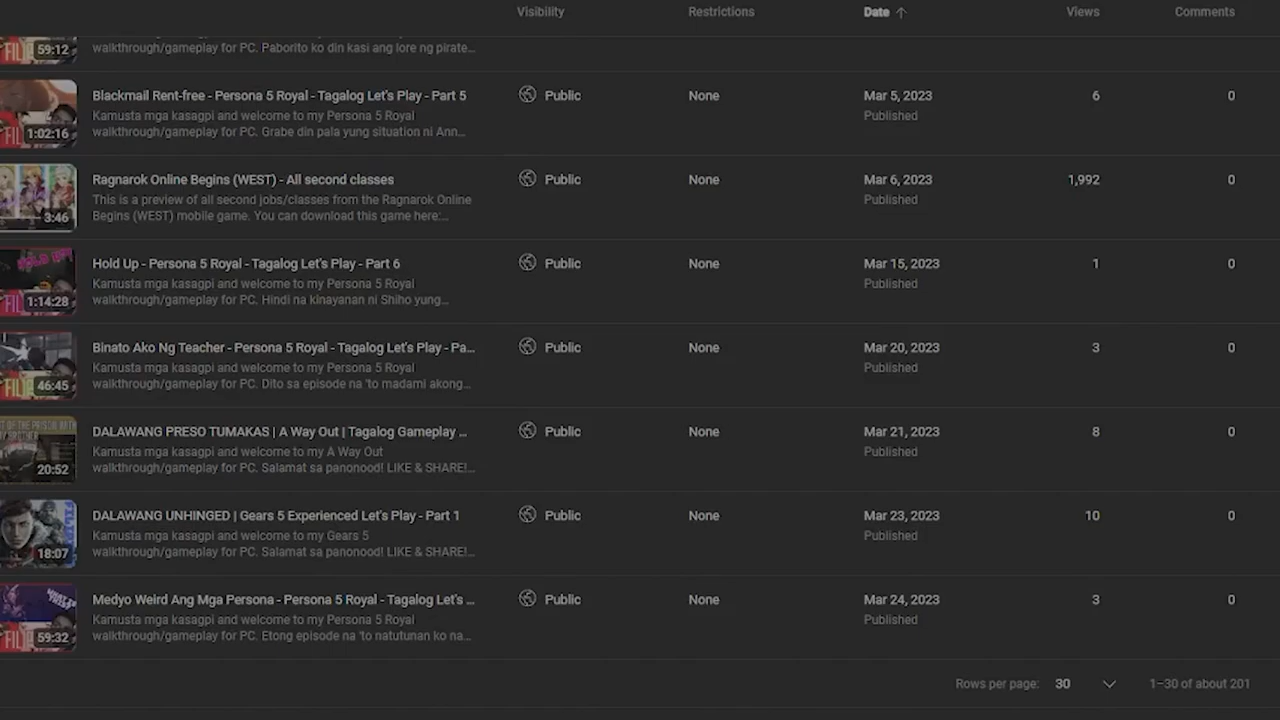 Visibility Restrictions Date Views Comments
59:12
walkthrough/gameplay for PC. Paborito ko din kasi ang lore ng pirate...
Blackmail Rent-free - Persona 5 Royal - Tagalog Let's Play - Part 5 Public None Mar 5, 2023 6 0
Kamusta mga kasagpi and welcome to my Persona 5 Royal Published
FIL 1:02:16 walkthrough/gameplay for PC. Grabe din pala yung situation ni Ann...
Ragnarok Online Begins (WEST) - All second classes Public None Mar 6, 2023 1,992 0
This is a preview of all second jobs/classes from the Ragnarok Online Published
3:46 Begins (WEST) mobile game. You can download this game here:...
Hold Up - Persona 5 Royal - Tagalog Let's Play - Part 6 Public None Mar 15, 2023 1 0
HOLD UP!
Kamusta mga kasagpi and welcome to my Persona 5 Royal Published
FIL 1:14:28 walkthrough/gameplay for PC. Hindi na kinayanan ni Shiho yung...
Binato Ako Ng Teacher - Persona 5 Royal - Tagalog Let's Play - Pa... Public None Mar 20, 2023 3 0
Kamusta mga kasagpi and welcome to my Persona 5 Royal Published
FIL 46:45 walkthrough/gameplay for PC. Dito sa episode na 'to madami akong...
DALAWANG PRESO TUMAKAS | A Way Out | Tagalog Gameplay ... Public None Mar 21, 2023 8 0
OF THE PRISON WITH
BROTHER
Kamusta mga kasagpi and welcome to my A Way Out Published
20:52 walkthrough/gameplay for PC. Salamat sa panonood! LIKE & SHARE!...
DALAWANG UNHINGED | Gears 5 Experienced Let's Play - Part 1 Public None Mar 23, 2023 10 0
Kamusta mga kasagpi and welcome to my Gears 5 Published
18:07 walkthrough/gameplay for PC. Salamat sa panonood! LIKE & SHARE!...
Medyo Weird Ang Mga Persona - Persona 5 Royal - Tagalog Let's ... Public None Mar 24, 2023 3 0
Kamusta mga kasagpi and welcome to my Persona 5 Royal Published
FIL 59:32 walkthrough/gameplay for PC. Etong episode na 'to natutunan ko na...
Rows per page: 30 1–30 of about 201